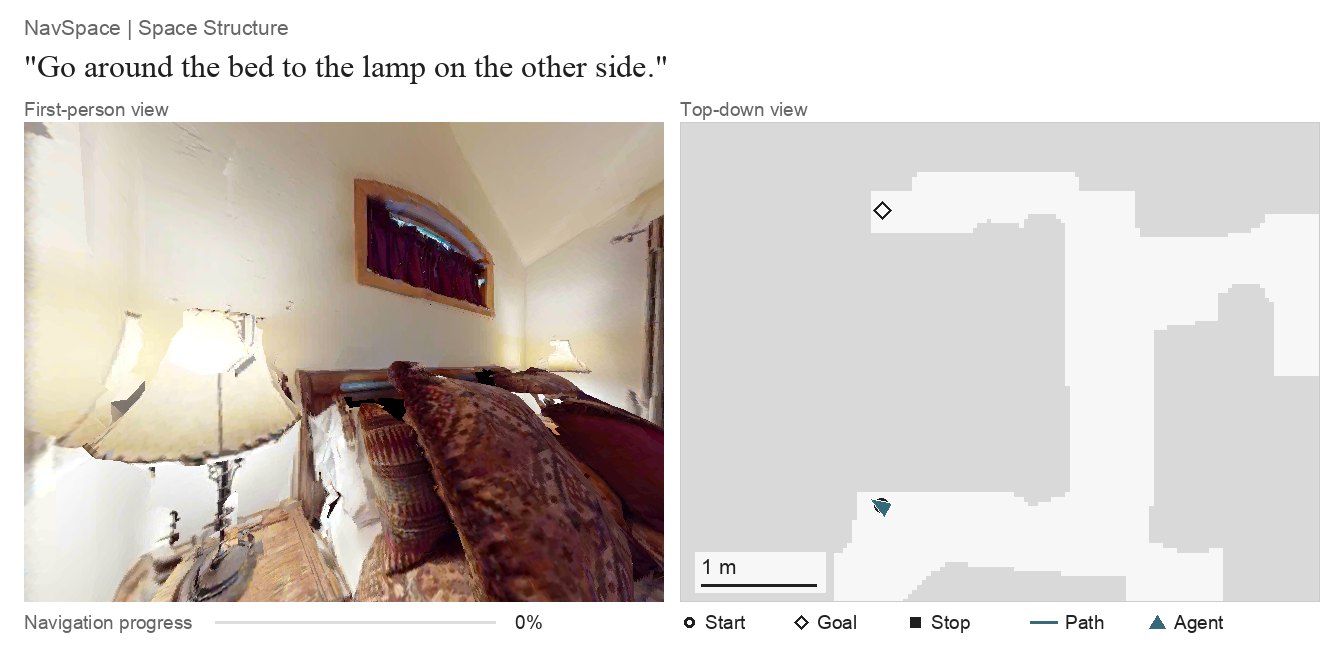 NavSpace | Space Structure
"Go around the bed to the lamp on the other side."
First-person view
Top-down view
1 m
Navigation progress
0%
Start
Goal
Stop
Path
Agent